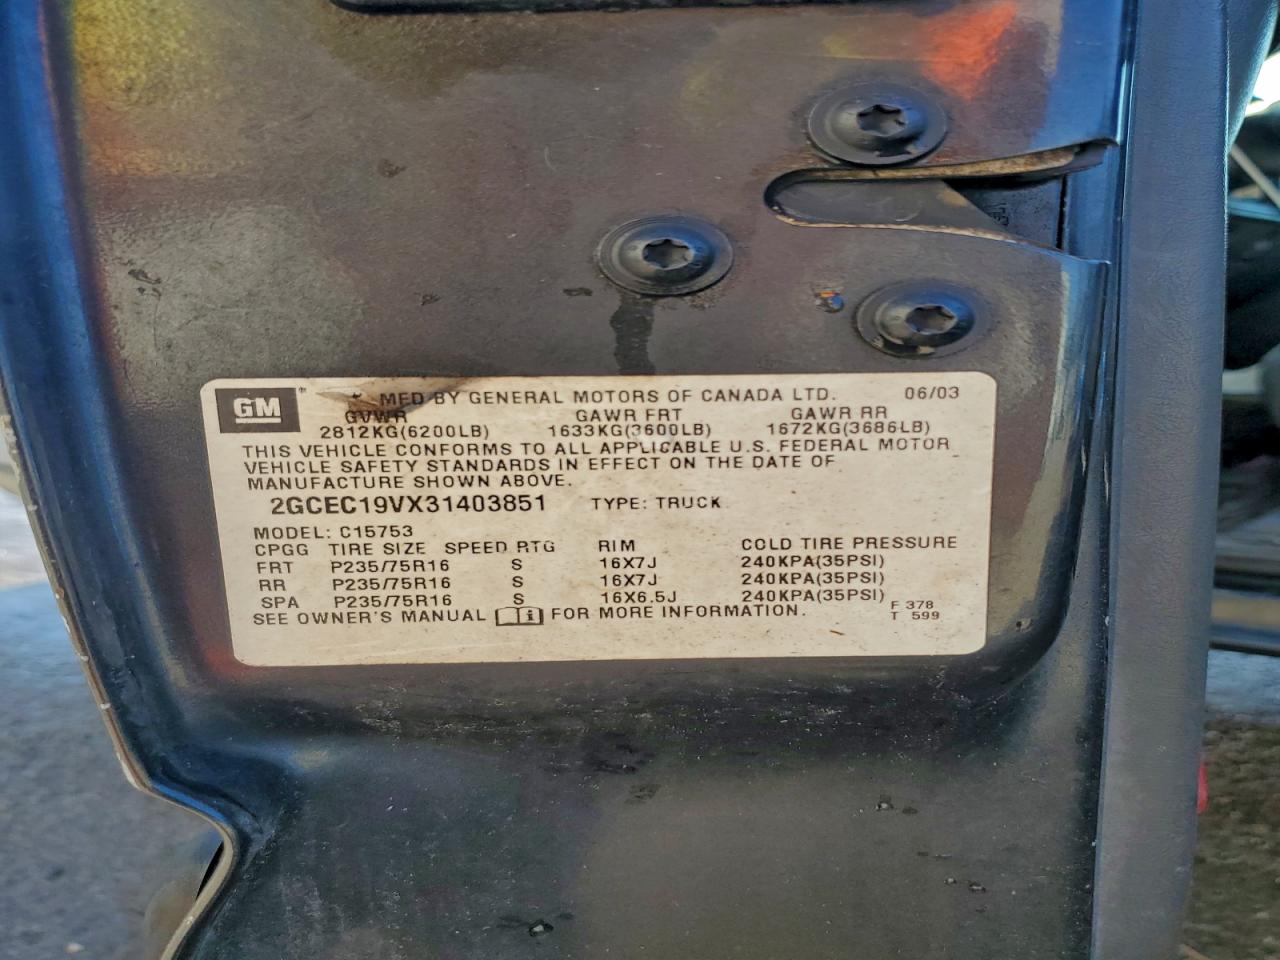 GM ® MFD BY GENERAL MOTORS OF CANADA LTD. 06/03
GVWR GAWR FRT GAWR RR
2812KG(6200LB) 1633KG(3600LB) 1672KG(3686LB)
THIS VEHICLE CONFORMS TO ALL APPLICABLE U.S. FEDERAL MOTOR
VEHICLE SAFETY STANDARDS IN EFFECT ON THE DATE OF
MANUFACTURE SHOWN ABOVE.
2GCEC19VX31403851 TYPE: TRUCK
MODEL: C15753
CPGG TIRE SIZE SPEED RTG RIM COLD TIRE PRESSURE
FRT P235/75R16 S 16X7J 240KPA(35PSI)
RR P235/75R16 S 16X7J 240KPA(35PSI)
SPA P235/75R16 S 16X6.5J 240KPA(35PSI)
SEE OWNER'S MANUAL i FOR MORE INFORMATION. F 378
T 599